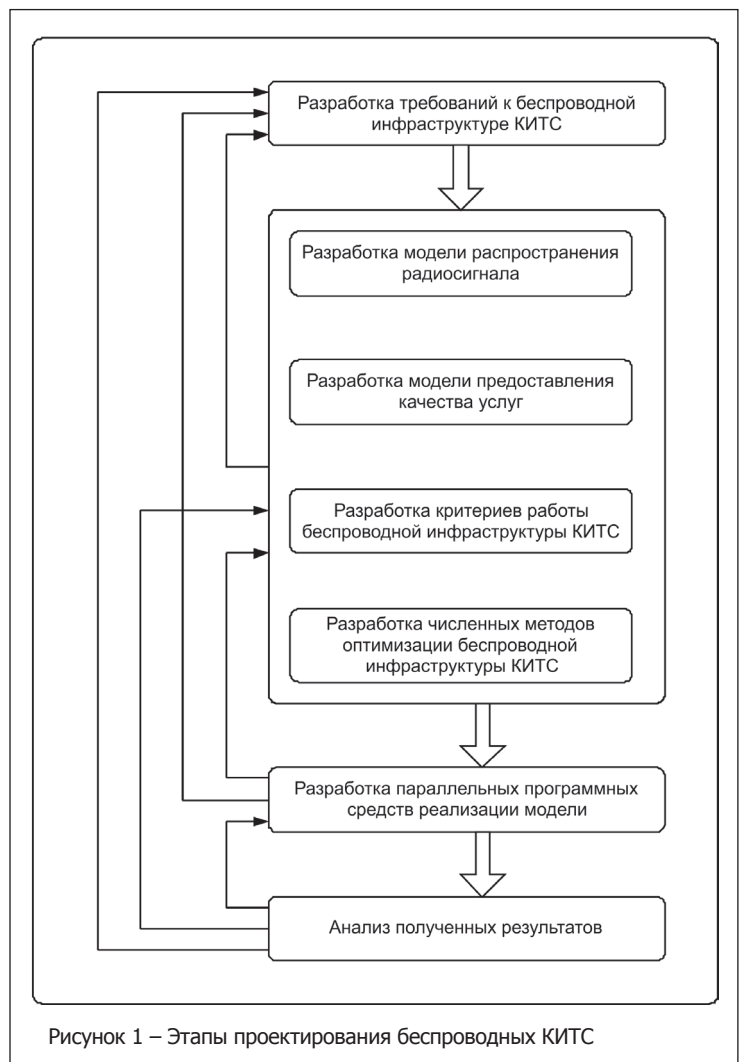 Разработка требований к беспроводной
инфраструктуре КИТС
Разработка модели распространения
радиосигнала
Разработка модели предоставления
качества услуг
Разработка критериев работы
беспроводной инфраструктуры КИТС
Разработка численных методов
оптимизации беспроводной
инфраструктуры КИТС
Разработка параллельных программных
средств реализации модели
Анализ полученных результатов
Рисунок 1 – Этапы проектирования беспроводных КИТС